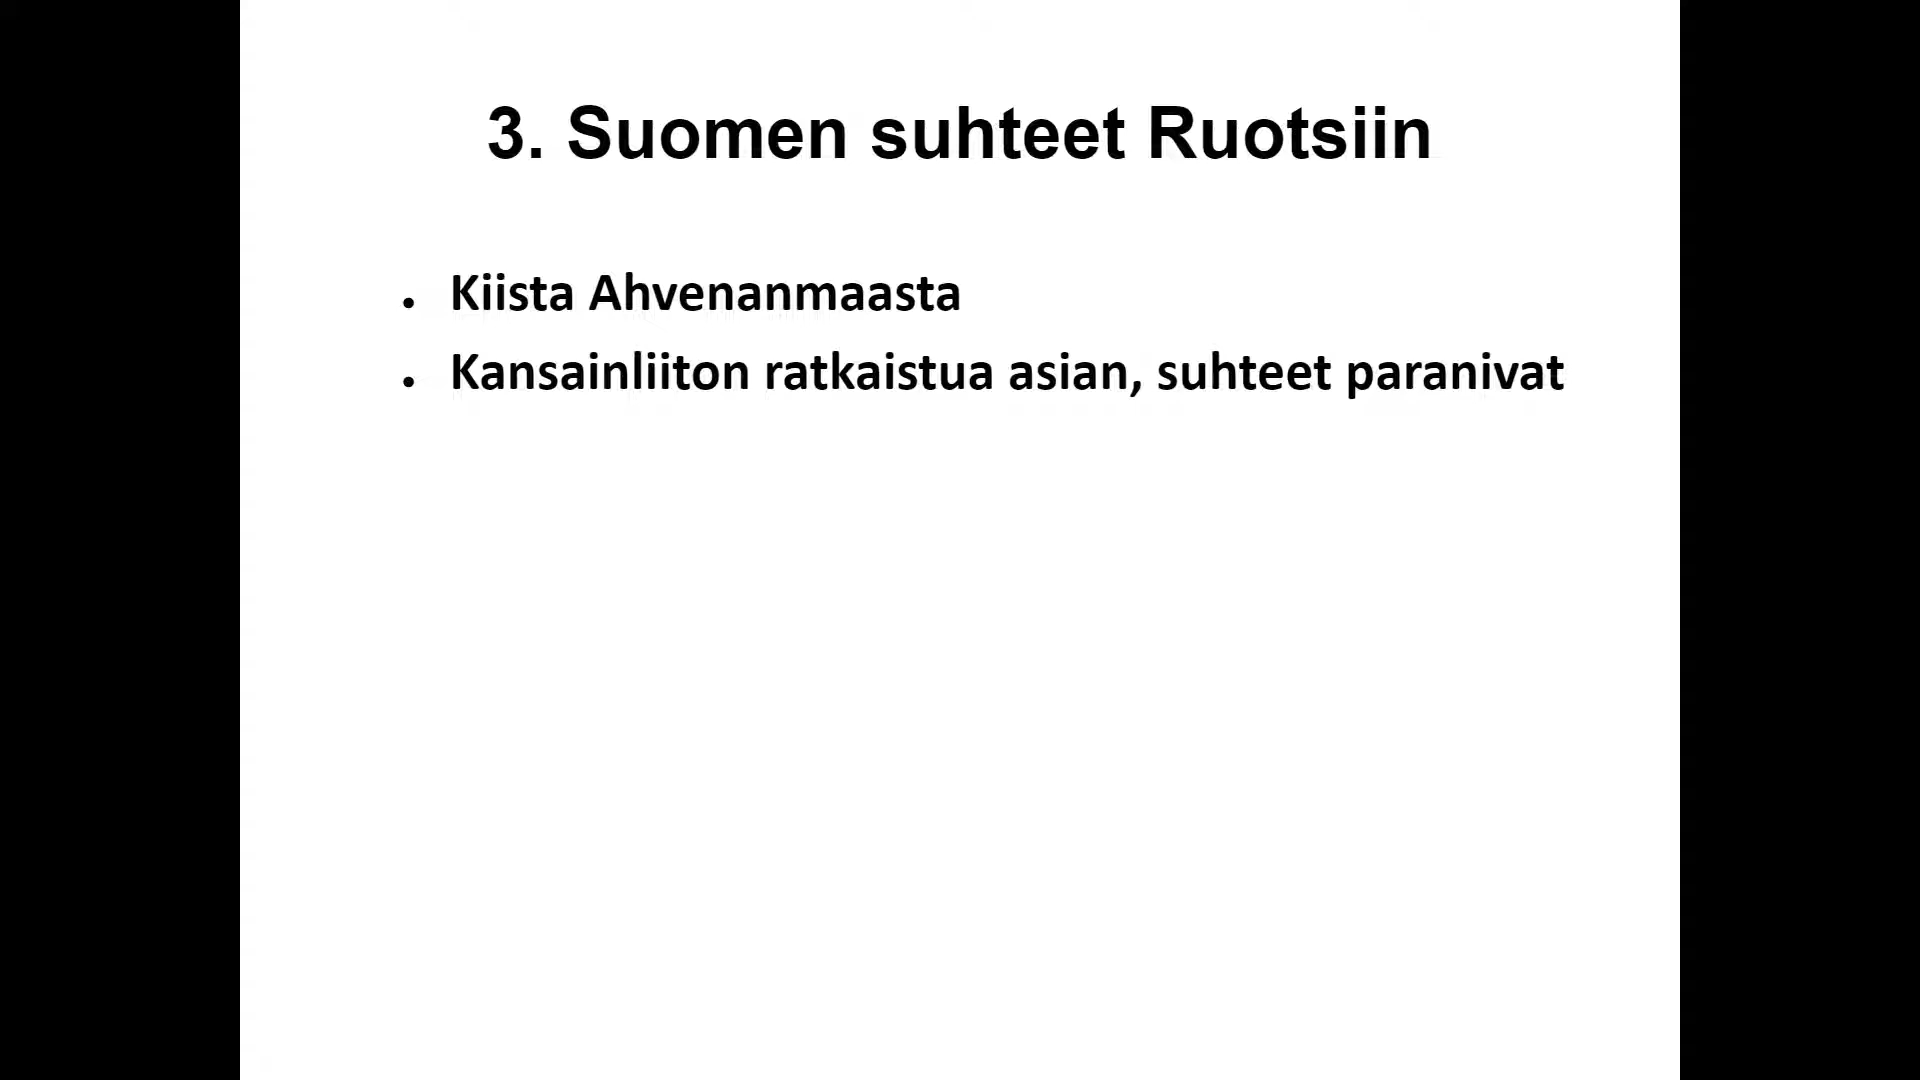 3. Suomen suhteet Ruotsiin
• Kiista Ahvenanmaasta
• Kansainliiton ratkaistua asian, suhteet paranivat